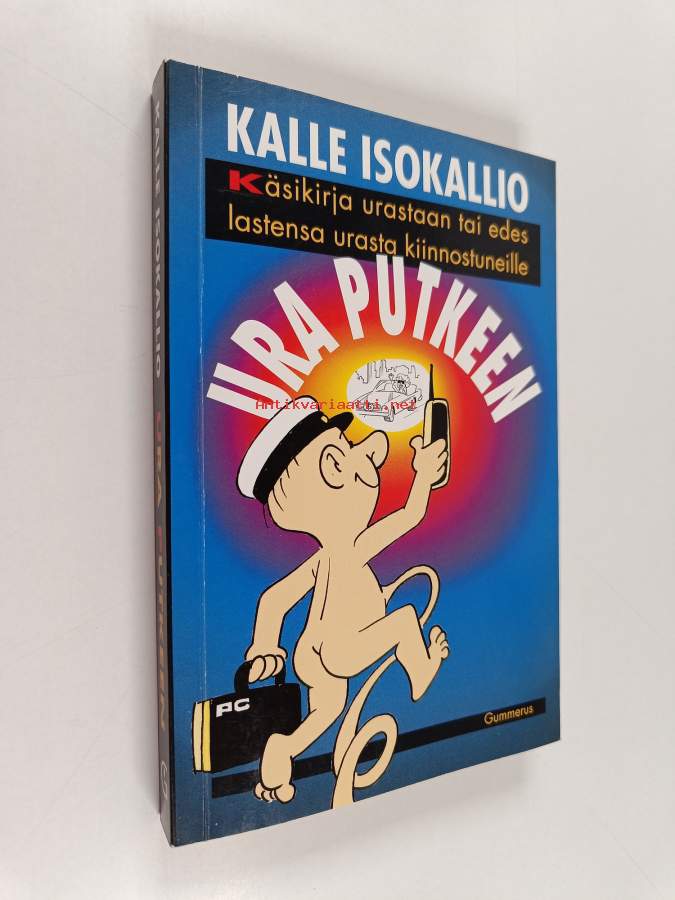 KALLE ISOKALLIO
Käsikirja urastaan tai edes
lastensa urasta kiinnostuneille
URA PUTKEEN
Antikvariaatti.net
PC
Gummerus
KALLE ISOKALLIO URA PUTKEEN